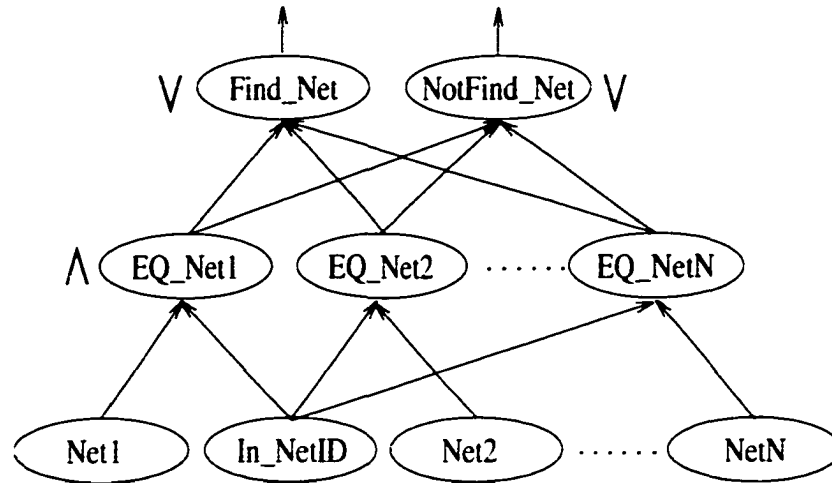 V Find_Net NotFind_Net V
Λ EQ_Net1 EQ_Net2 ...... EQ_NetN
Net1 In_NetID Net2 ...... NetN